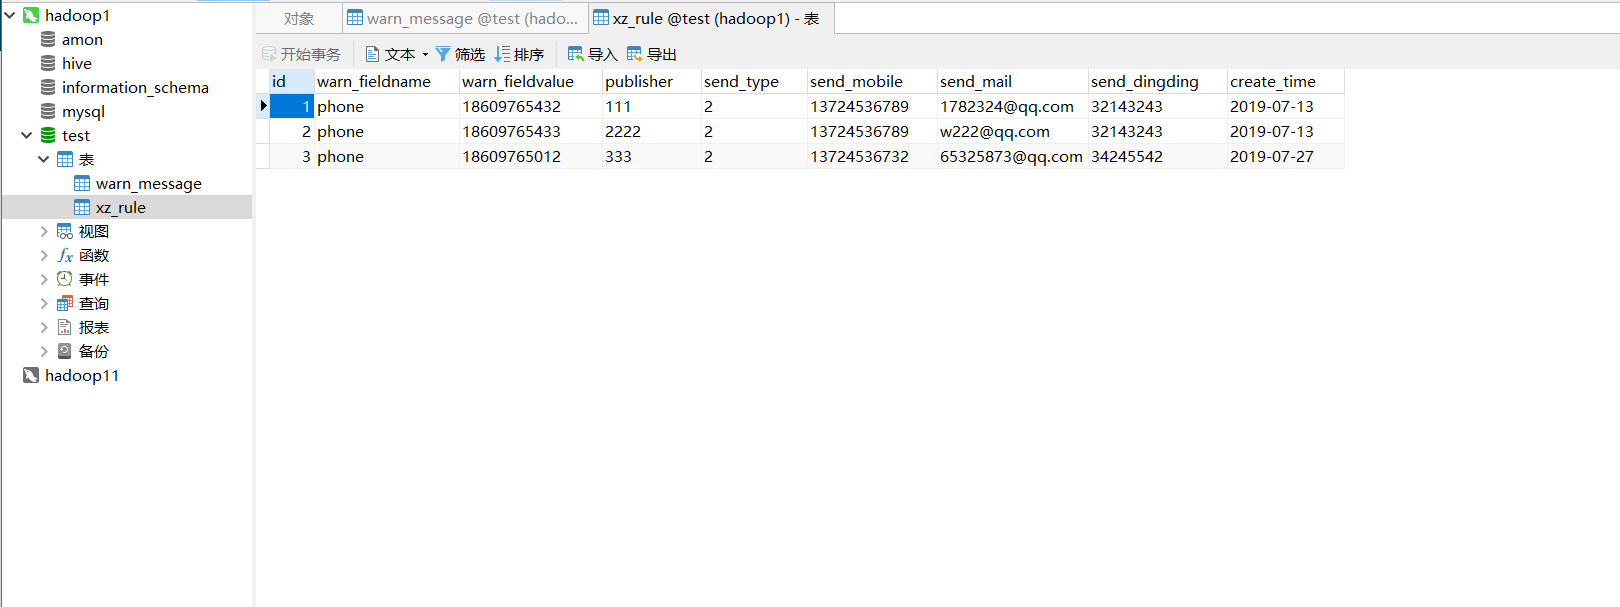 hadoop1
amon
hive
information_schema
mysql
test
表
warn_message
xz_rule
视图
函数
事件
查询
报表
备份
hadoop11
对象 warn_message @test (hado... xz_rule @test (hadoop1) - 表
开始事务 文本 筛选 排序 导入 导出
id warn_fieldname warn_fieldvalue publisher send_type send_mobile send_mail send_dingding create_time
1 phone 18609765432 111 2 13724536789 1782324@qq.com 32143243 2019-07-13
2 phone 18609765433 2222 2 13724536789 w222@qq.com 32143243 2019-07-13
3 phone 18609765012 333 2 13724536732 65325873@qq.com 34245542 2019-07-27